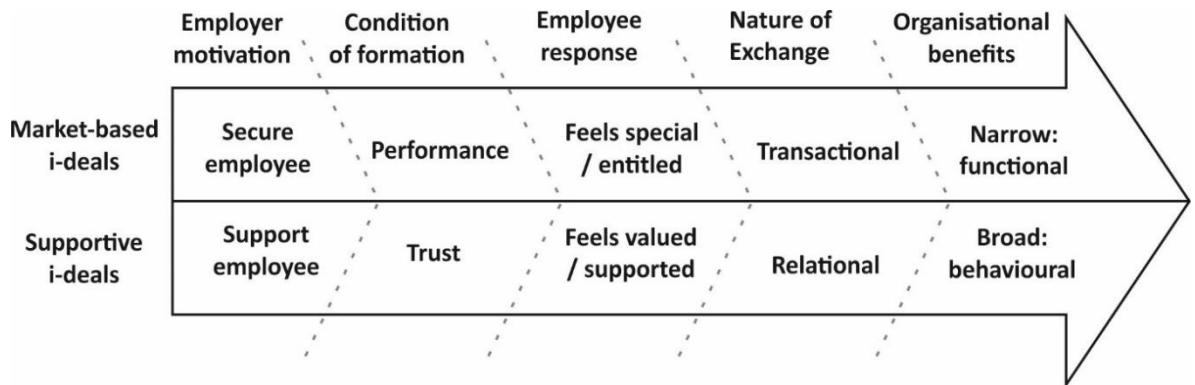 Employer motivation
Condition of formation
Employee response
Nature of Exchange
Organisational benefits
Market-based i-deals
Secure employee
Performance
Feels special / entitled
Transactional
Narrow: functional
Supportive i-deals
Support employee
Trust
Feels valued / supported
Relational
Broad: behavioural